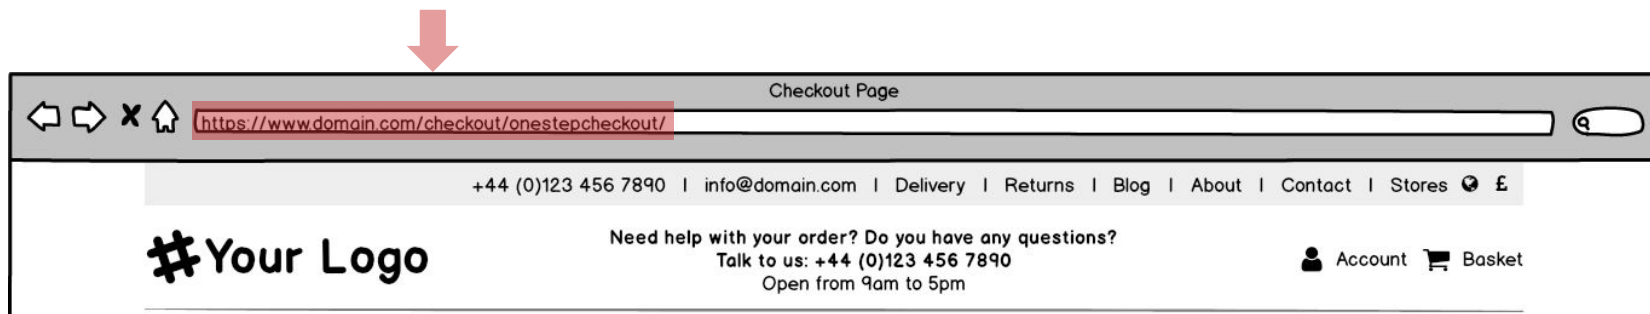 Checkout Page
https://www.domain.com/checkout/onestepcheckout/
+44 (0)123 456 7890 | info@domain.com | Delivery | Returns | Blog | About | Contact | Stores £
#Your Logo
Need help with your order? Do you have any questions?
Talk to us: +44 (0)123 456 7890
Open from 9am to 5pm
Account Basket